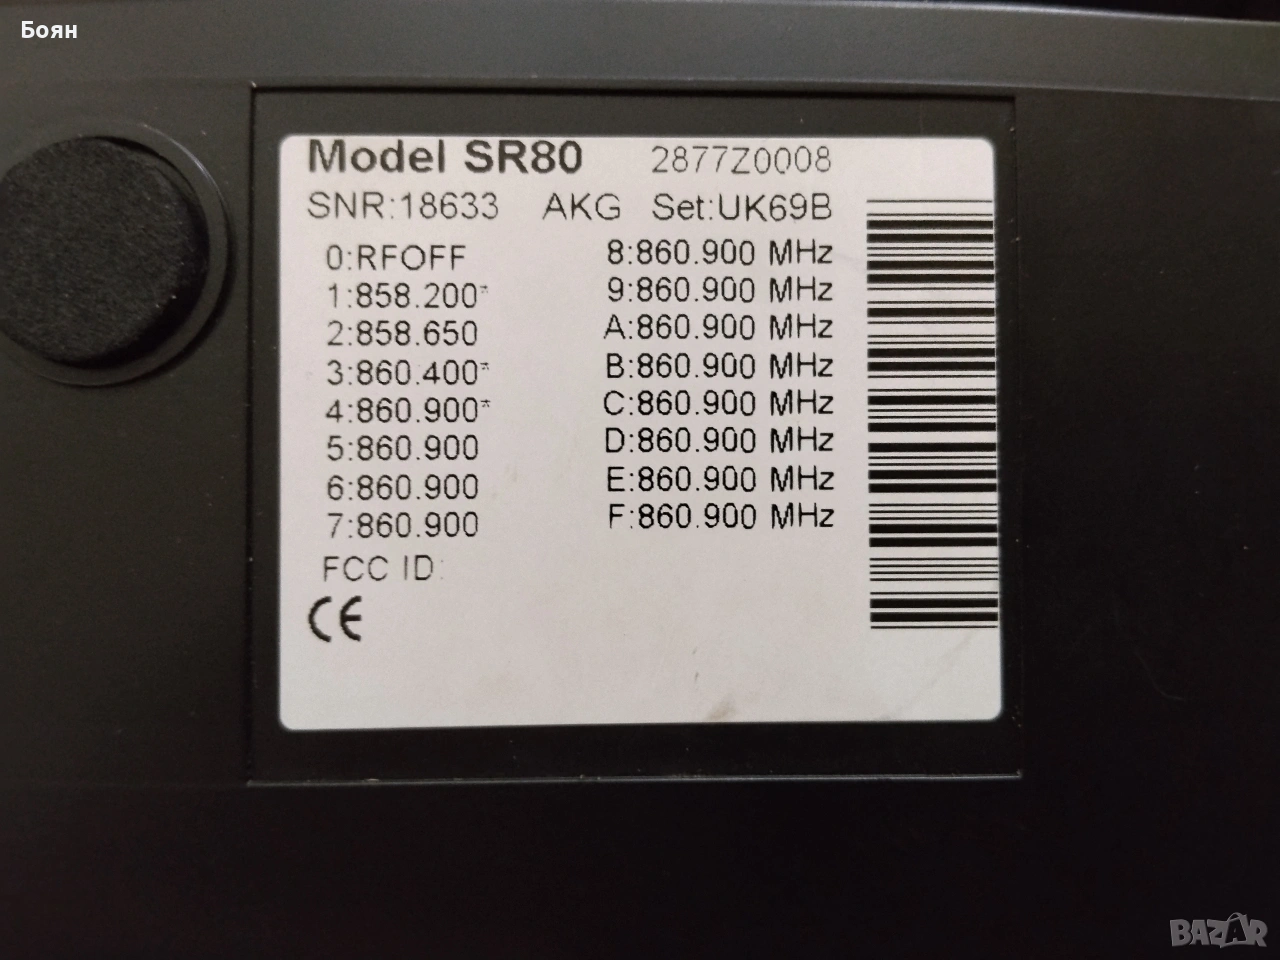 Боян
Model SR80 2877Z0008
SNR:18633 AKG Set:UK69B
0:RFOFF 8:860.900 MHz
1:858.200* 9:860.900 MHz
2:858.650 A:860.900 MHz
3:860.400* B:860.900 MHz
4:860.900* C:860.900 MHz
5:860.900 D:860.900 MHz
6:860.900 E:860.900 MHz
7:860.900 F:860.900 MHz
FCC ID:
CE
BAZAR